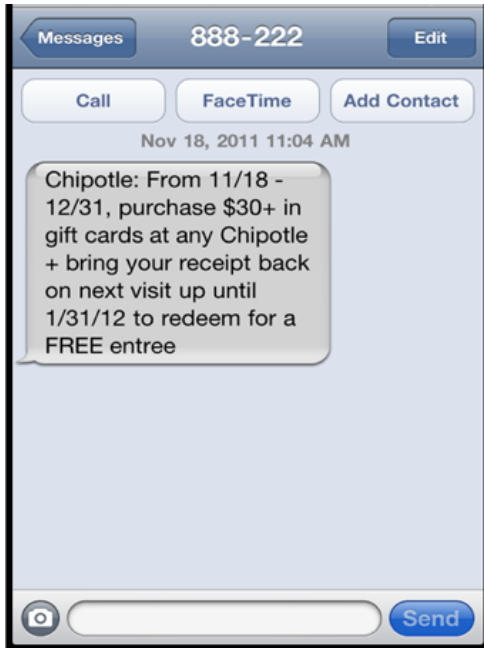 Messages
888-222
Edit
Call
FaceTime
Add Contact
Nov 18, 2011 11:04 AM
Chipotle: From 11/18 -
12/31, purchase $30+ in
gift cards at any Chipotle
+ bring your receipt back
on next visit up until
1/31/12 to redeem for a
FREE entree
Send